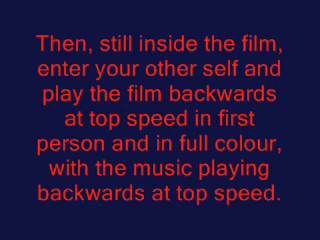 Then, still inside the film,
enter your other self and
play the film backwards
at top speed in first
person and in full colour,
with the music playing
backwards at top speed.